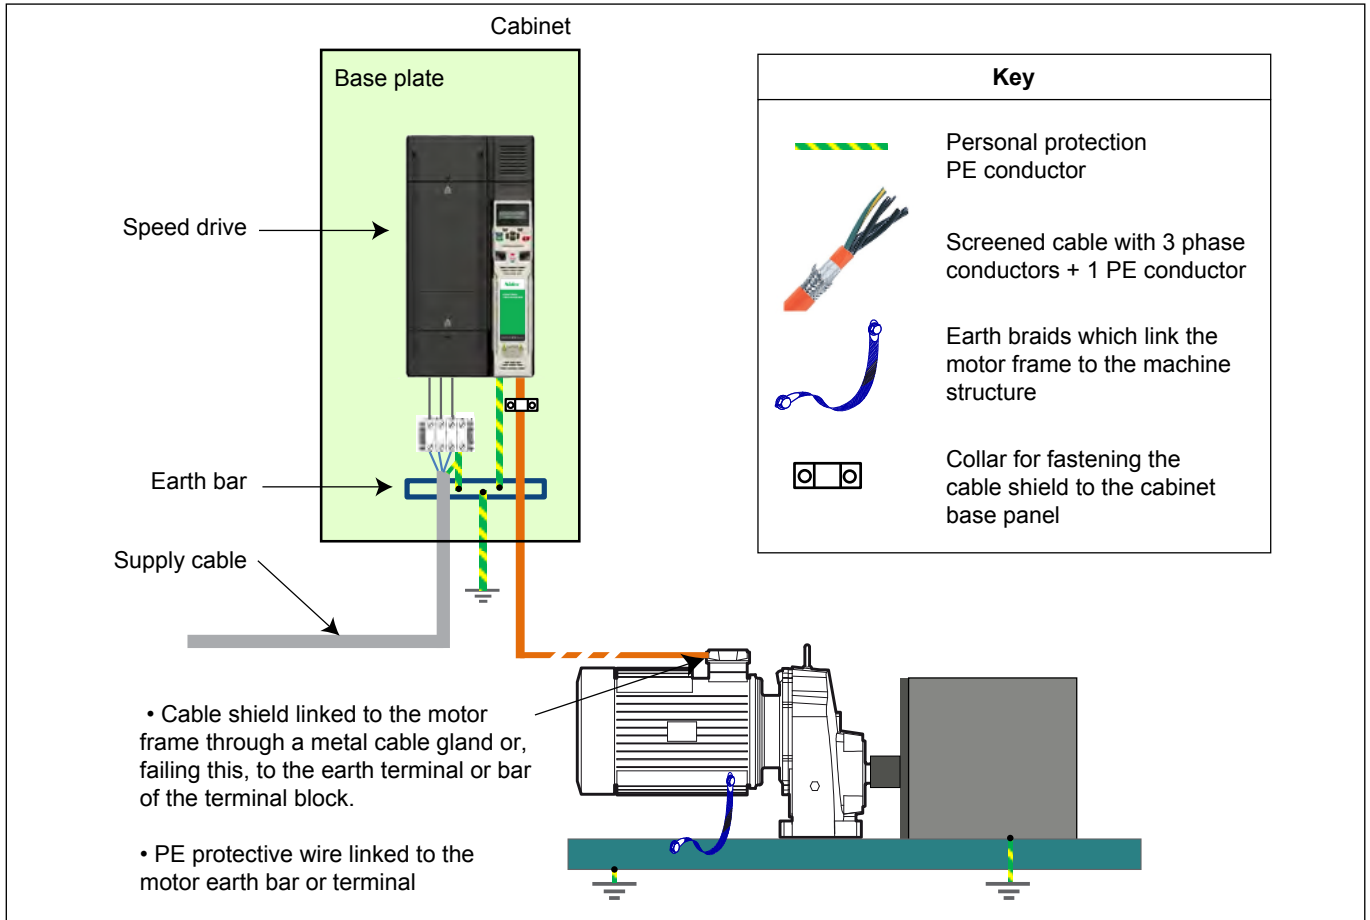 Cabinet
Base plate
Speed drive
Earth bar
Supply cable
Key
Personal protection
PE conductor
Screened cable with 3 phase
conductors + 1 PE conductor
Earth braids which link the
motor frame to the machine
structure
Collar for fastening the
cable shield to the cabinet
base panel
• Cable shield linked to the motor
frame through a metal cable gland or,
failing this, to the earth terminal or bar
of the terminal block.
• PE protective wire linked to the
motor earth bar or terminal